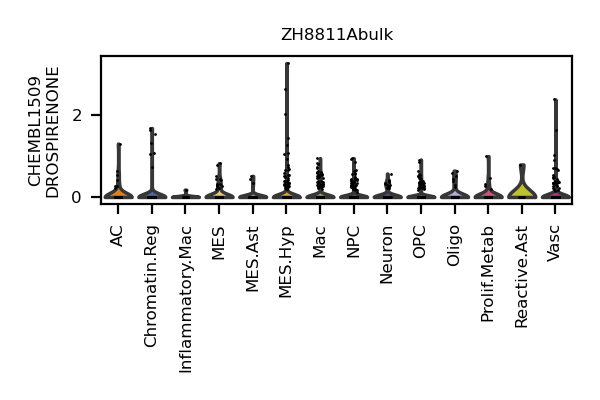 ZH8811Abulk
CHEMBL1509
DROSPIRENONE
2
0
AC
Chromatin.Reg
Inflammatory.Mac
MES
MES.Ast
MES.Hyp
Mac
NPC
Neuron
OPC
Oligo
Prolif.Metab
Reactive.Ast
Vasc